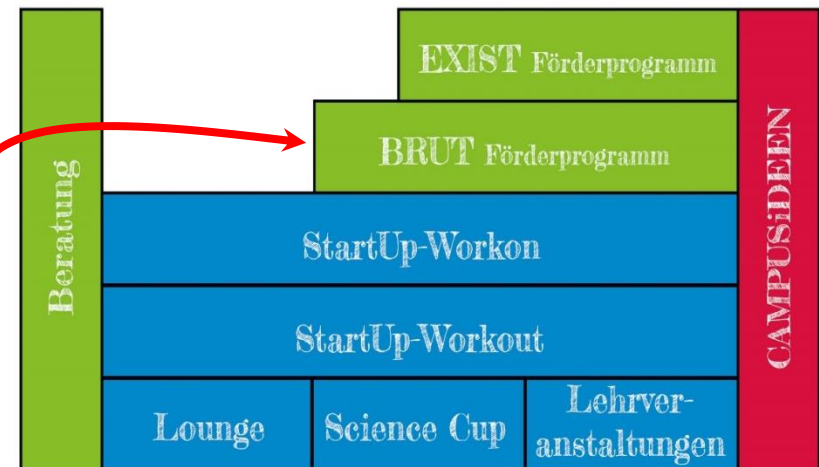 EXIST Förderprogramm
BRUT Förderprogramm
Beratung
StartUp-Workon
StartUp-Workout
Lounge
Science Cup
Lehrver-
anstaltungen
CAMPUSiDEEN